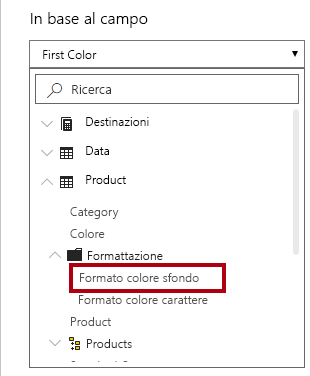 In base al campo
First Color
Ricerca
Destinazioni
Data
Product
Category
Colore
Formattazione
Formato colore sfondo
Formato colore carattere
Product
Products